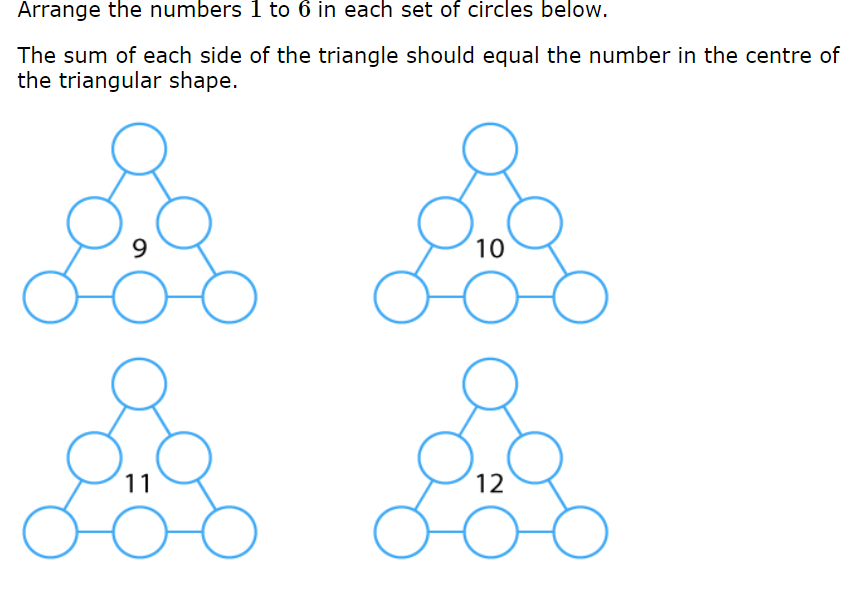 Arrange the numbers 1 to 6 in each set of circles below.
The sum of each side of the triangle should equal the number in the centre of
the triangular shape.
9
10
11
12